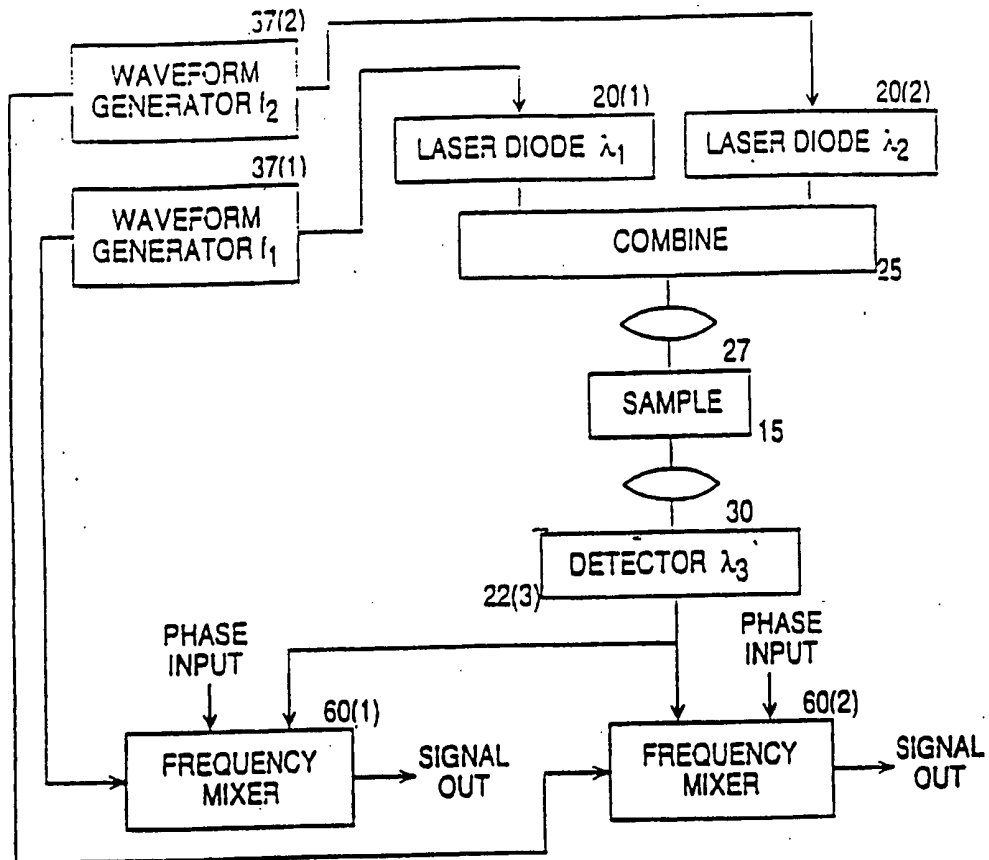 37(2)
WAVEFORM
GENERATOR f2
20(1)
20(2)
LASER DIODE λ1
LASER DIODE λ2
37(1)
WAVEFORM
GENERATOR f1
COMBINE
25
27
SAMPLE
15
30
DETECTOR λ3
22(3)
PHASE
INPUT
PHASE
INPUT
60(1)
60(2)
FREQUENCY
MIXER
SIGNAL
OUT
FREQUENCY
MIXER
SIGNAL
OUT